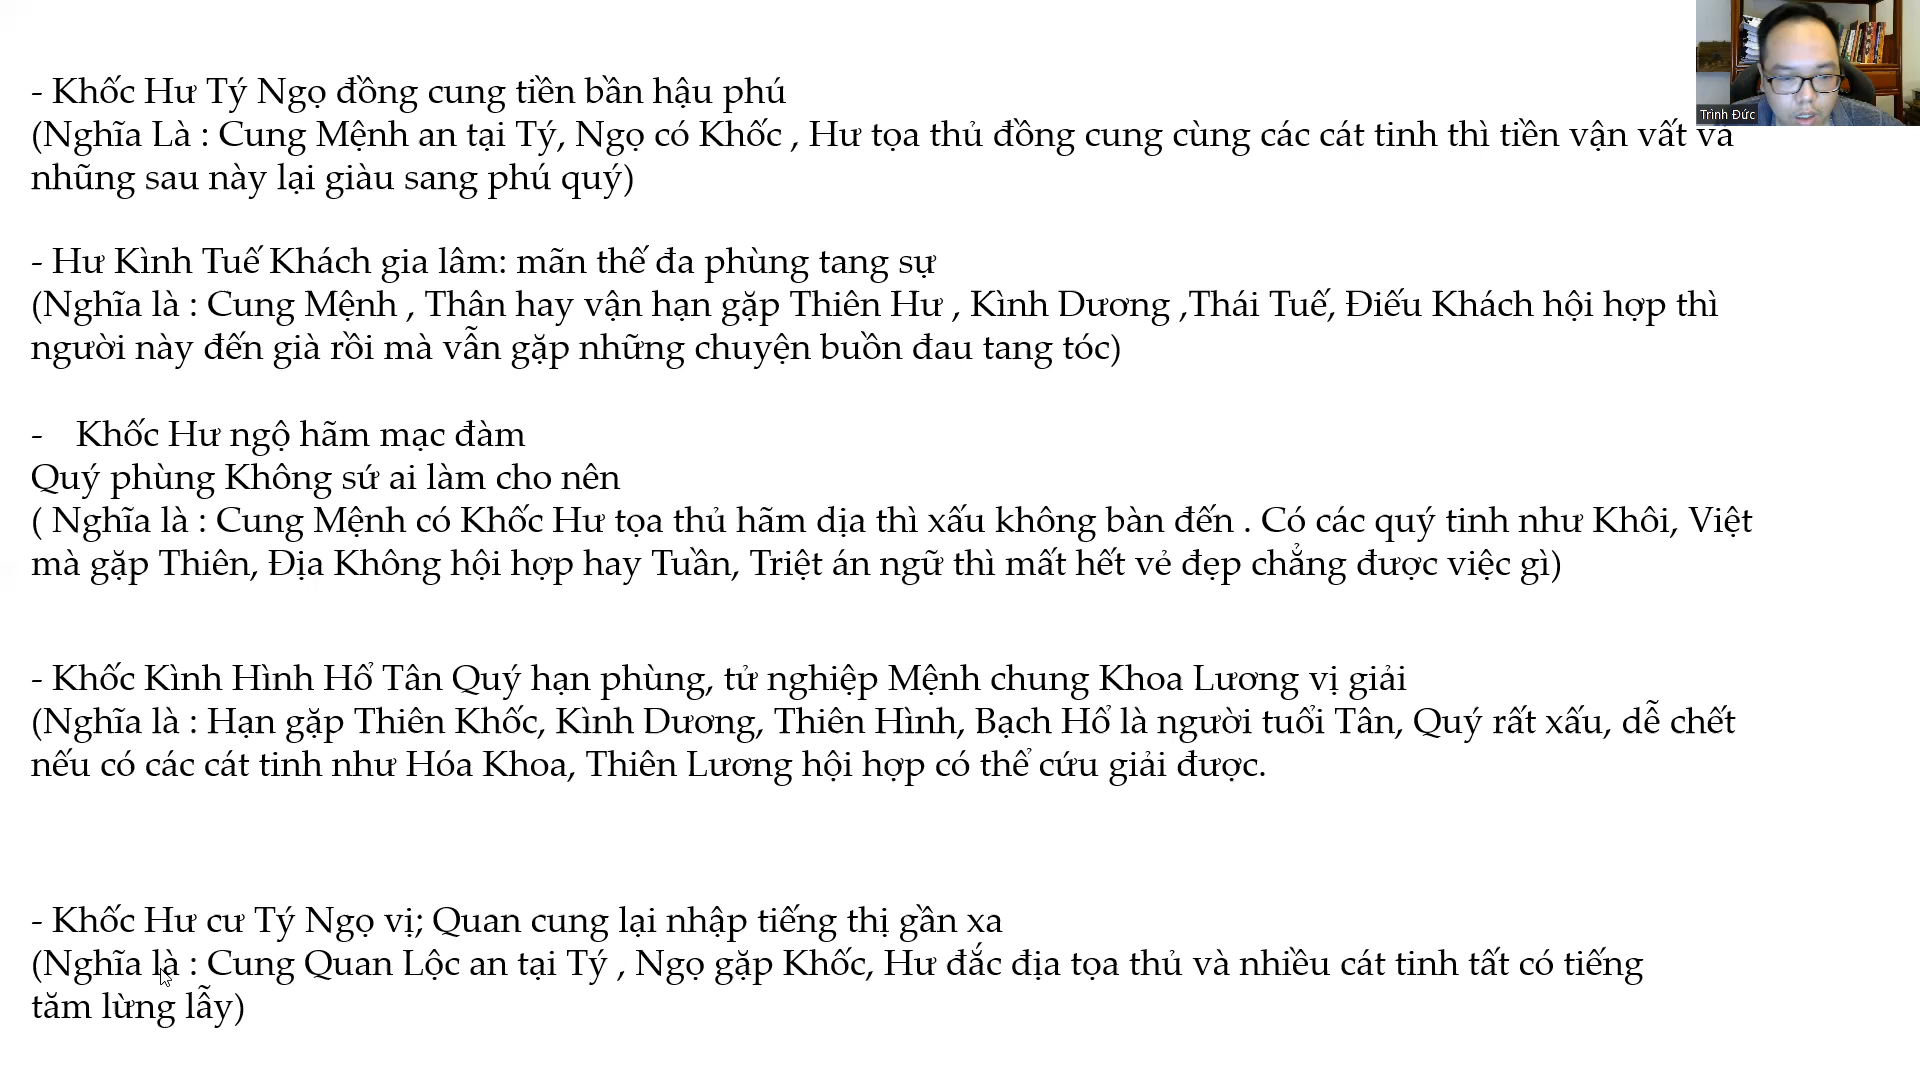 - Khốc Hư Tý Ngọ đồng cung tiền bần hậu phú
(Nghĩa Là : Cung Mệnh an tại Tý, Ngọ có Khốc , Hư tọa thủ đồng cung cùng các cát tinh thì tiền vận vất vả
nhũng sau này lại giàu sang phú quý)
- Hư Kình Tuế Khách gia lâm: mãn thế đa phùng tang sự
(Nghĩa là : Cung Mệnh , Thân hay vận hạn gặp Thiên Hư , Kình Dương ,Thái Tuế, Điếu Khách hội hợp thì
người này đến già rồi mà vẫn gặp những chuyện buồn đau tang tóc)
- Khốc Hư ngộ hãm mạc đàm
Quý phùng Không sứ ai làm cho nên
( Nghĩa là : Cung Mệnh có Khốc Hư tọa thủ hãm dịa thì xấu không bàn đến . Có các quý tinh như Khôi, Việt
mà gặp Thiên, Địa Không hội hợp hay Tuần, Triệt án ngữ thì mất hết vẻ đẹp chẳng được việc gì)
- Khốc Kình Hình Hổ Tân Quý hạn phùng, tử nghiệp Mệnh chung Khoa Lương vị giải
(Nghĩa là : Hạn gặp Thiên Khốc, Kình Dương, Thiên Hình, Bạch Hổ là người tuổi Tân, Quý rất xấu, dễ chết
nếu có các cát tinh như Hóa Khoa, Thiên Lương hội hợp có thể cứu giải được.
- Khốc Hư cư Tý Ngọ vị; Quan cung lại nhập tiếng thị gần xa
(Nghĩa là : Cung Quan Lộc an tại Tý , Ngọ gặp Khốc, Hư đắc địa tọa thủ và nhiều cát tinh tất có tiếng
tăm lừng lẫy)
Trình Đức